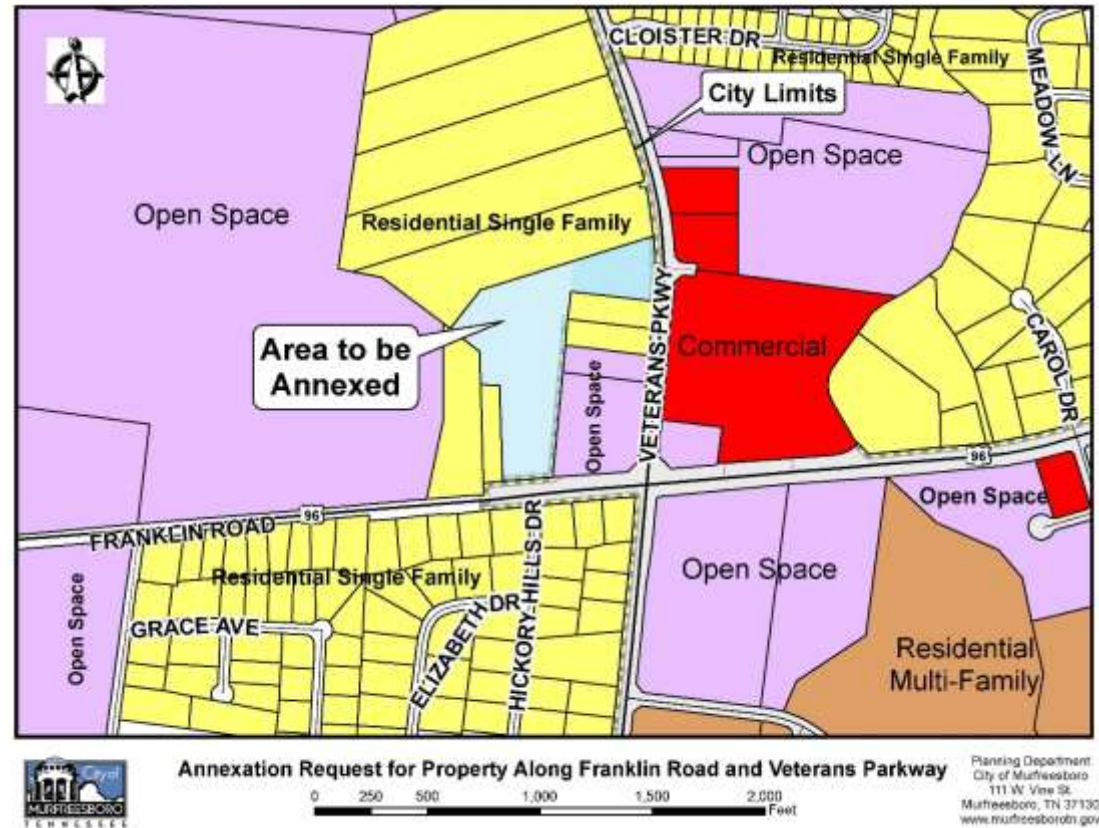 CLOISTER DR
Residential Single Family
City Limits
MEADOW LN
Open Space
Open Space
Residential Single Family
Area to be
Annexed
VETERANS PKWY
Commercial
CAROL DR
Open Space
96
96
FRANKLIN ROAD
Open Space
Open Space
Residential Single Family
Open Space
GRACE AVE
ELIZABETH DR
HICKORY HILLS DR
Residential
Multi-Family
City of
MURFREESBORO
TENNESSEE
Annexation Request for Property Along Franklin Road and Veterans Parkway
0 250 500 1,000 1,500 2,000
Feet
Planning Department
City of Murfreesboro
111 W. Vine St.
Murfreesboro, TN 37130
www.murfreesborotn.gov